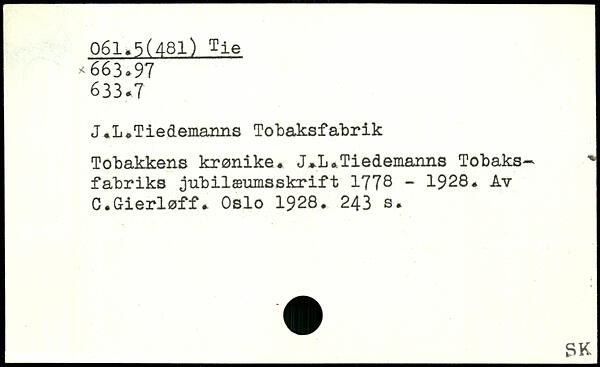 061.5(481) Tie
×663.97
633.7
J.L.Tiedemanns Tobaksfabrik
Tobakkens krønike. J.L.Tiedemanns Tobaks-
fabriks jubilæumsskrift 1778 - 1928. Av
C.Gierløff. Oslo 1928. 243 s.
SK